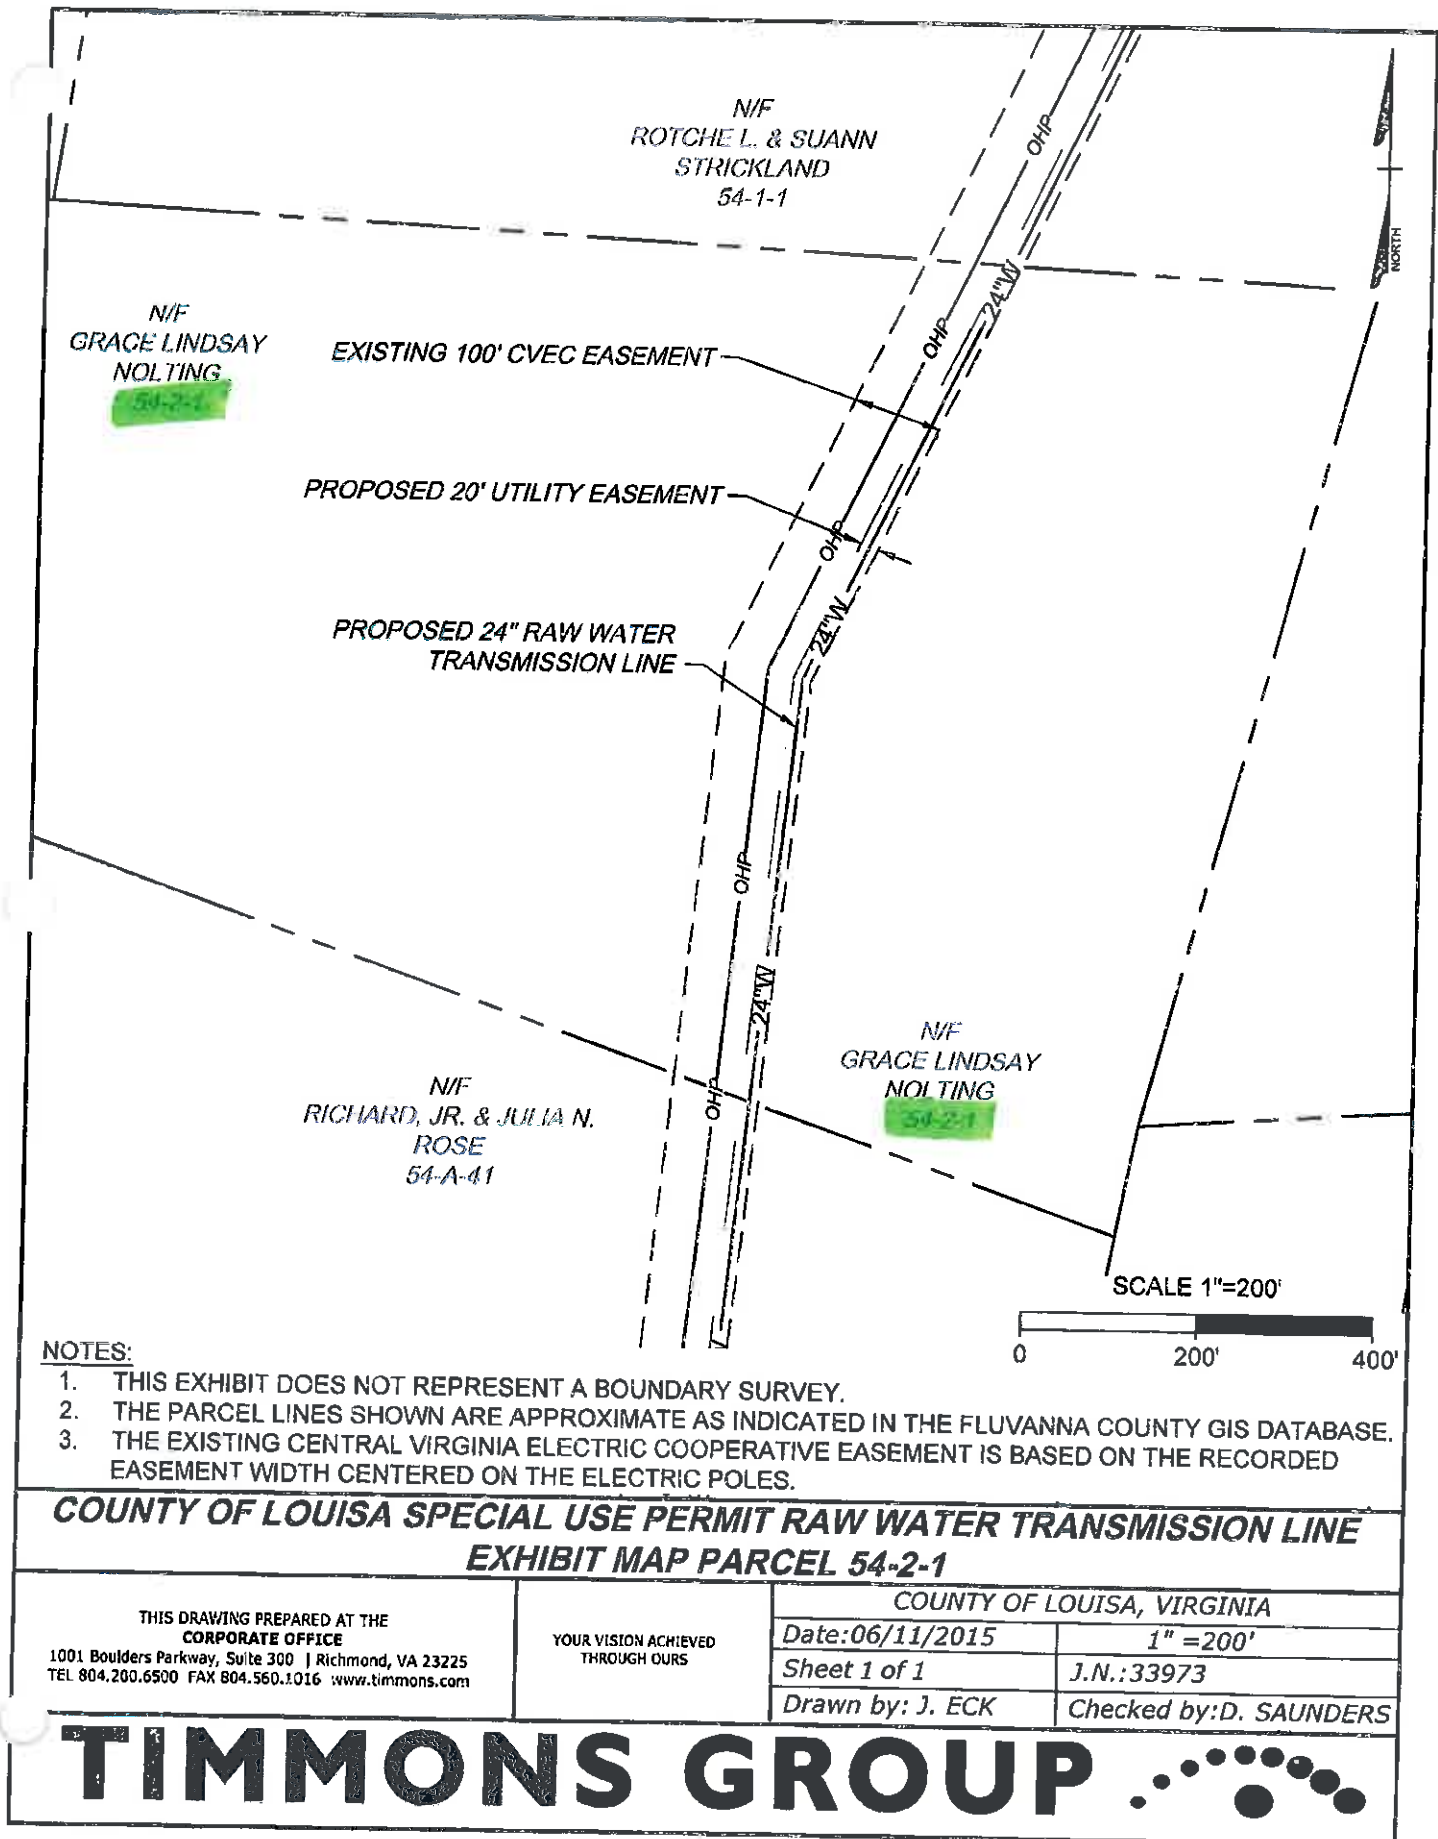 N/F
ROTCHE L. & SUANN
STRICKLAND
54-1-1
OHP
NORTH
24"W
N/F
GRACE LINDSAY
NOLTING
54-2-1
EXISTING 100' CVEC EASEMENT
OHP
PROPOSED 20' UTILITY EASEMENT
OHP
24"W
PROPOSED 24" RAW WATER
TRANSMISSION LINE
OHP
24"W
N/F
GRACE LINDSAY
NOLTING
54-2-1
OHP
N/F
RICHARD, JR. & JULIA N.
ROSE
54-A-41
SCALE 1"=200'
0 200' 400'
NOTES:
1. THIS EXHIBIT DOES NOT REPRESENT A BOUNDARY SURVEY.
2. THE PARCEL LINES SHOWN ARE APPROXIMATE AS INDICATED IN THE FLUVANNA COUNTY GIS DATABASE.
3. THE EXISTING CENTRAL VIRGINIA ELECTRIC COOPERATIVE EASEMENT IS BASED ON THE RECORDED
EASEMENT WIDTH CENTERED ON THE ELECTRIC POLES.
COUNTY OF LOUISA SPECIAL USE PERMIT RAW WATER TRANSMISSION LINE
EXHIBIT MAP PARCEL 54-2-1
THIS DRAWING PREPARED AT THE
CORPORATE OFFICE
1001 Boulders Parkway, Suite 300 | Richmond, VA 23225
TEL 804.200.6500 FAX 804.560.1016 www.timmons.com
YOUR VISION ACHIEVED
THROUGH OURS
COUNTY OF LOUISA, VIRGINIA
Date:06/11/2015 1" =200'
Sheet 1 of 1 J.N.:33973
Drawn by: J. ECK Checked by:D. SAUNDERS
TIMMONS GROUP